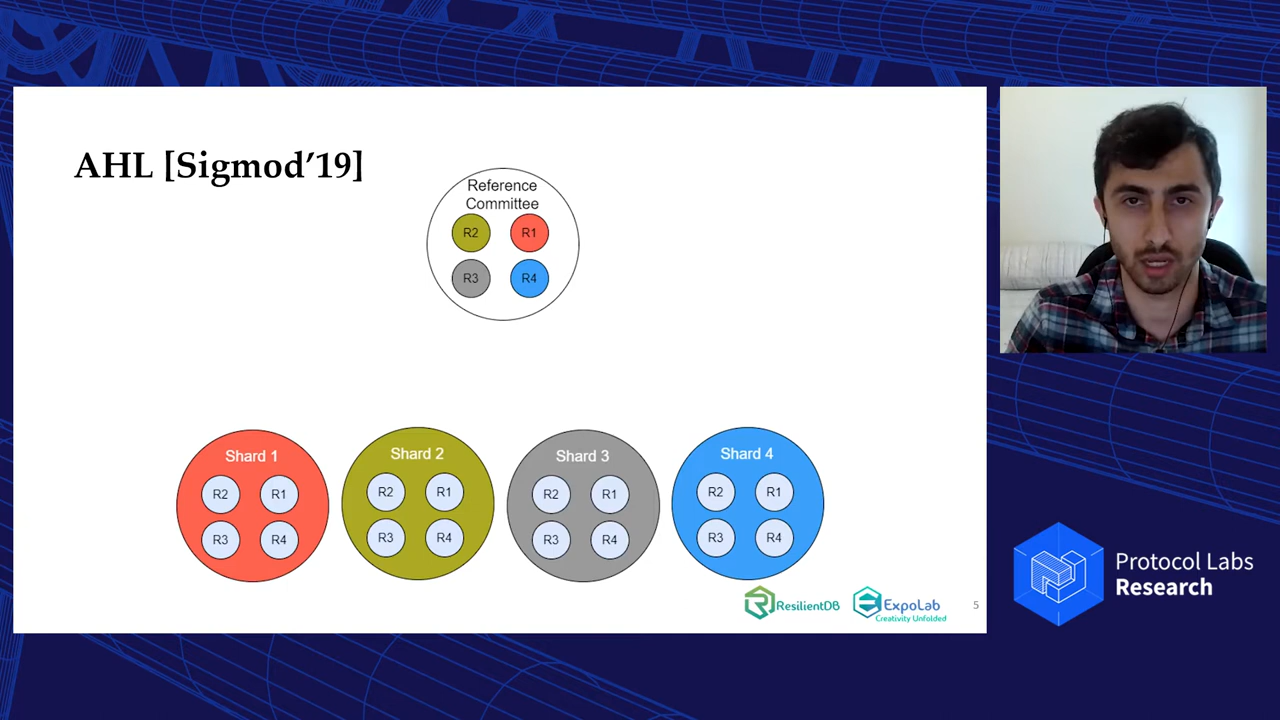 AHL [Sigmod’19]
Reference
Committee
R2 R1
R3 R4
Shard 1
R2 R1
R3 R4
Shard 2
R2 R1
R3 R4
Shard 3
R2 R1
R3 R4
Shard 4
R2 R1
R3 R4
ResilientDB
ExpoLab
Creativity Unfolded
5
Protocol Labs
Research